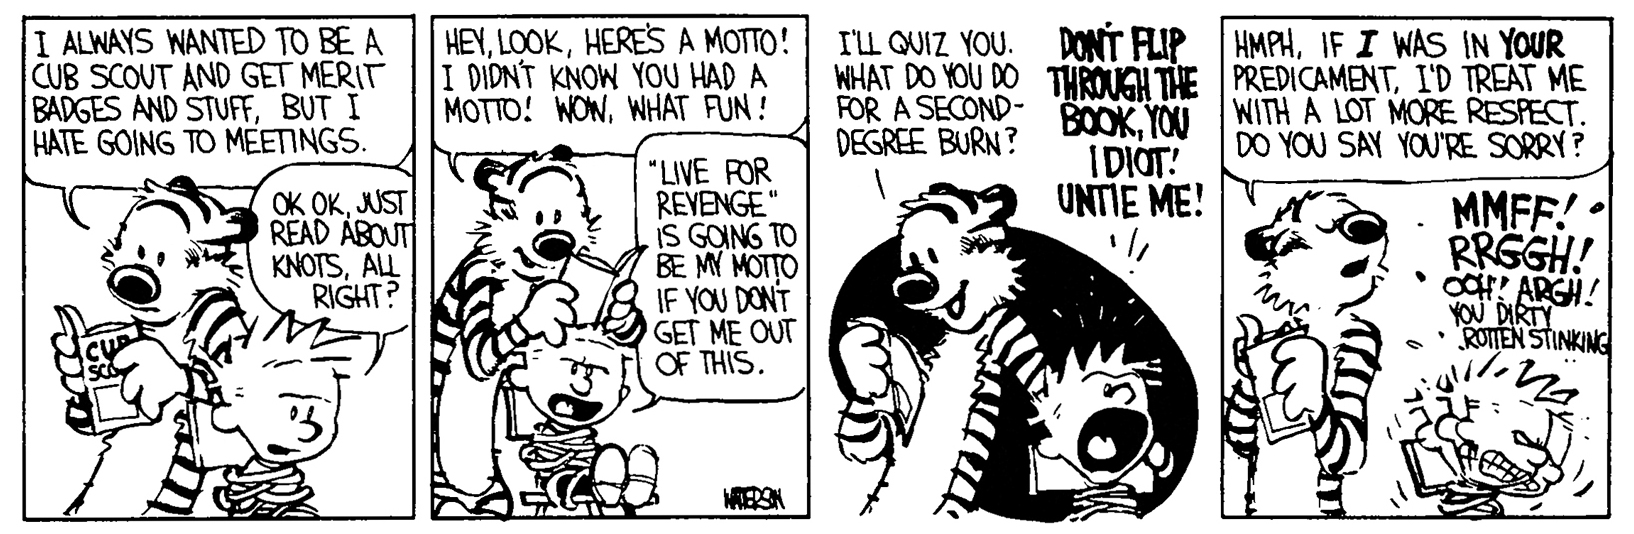 I ALWAYS WANTED TO BE A
CUB SCOUT AND GET MERIT
BADGES AND STUFF, BUT I
HATE GOING TO MEETINGS.
OK OK, JUST
READ ABOUT
KNOTS, ALL
RIGHT?
CUB
SCO
HEY, LOOK, HERE'S A MOTTO!
I DIDN'T KNOW YOU HAD A
MOTTO! WOW, WHAT FUN!
"LIVE FOR
REVENGE"
IS GOING TO
BE MY MOTTO
IF YOU DON'T
GET ME OUT
OF THIS.
WATTERSON
I'LL QUIZ YOU.
WHAT DO YOU DO
FOR A SECOND-
DEGREE BURN?
DON'T FLIP
THROUGH THE
BOOK, YOU
IDIOT!
UNTIE ME!
HMPH, IF I WAS IN YOUR
PREDICAMENT, I'D TREAT ME
WITH A LOT MORE RESPECT.
DO YOU SAY YOU'RE SORRY?
MMFF!
RRGGH!
OOH! ARGH!
YOU DIRTY
ROTTEN STINKING